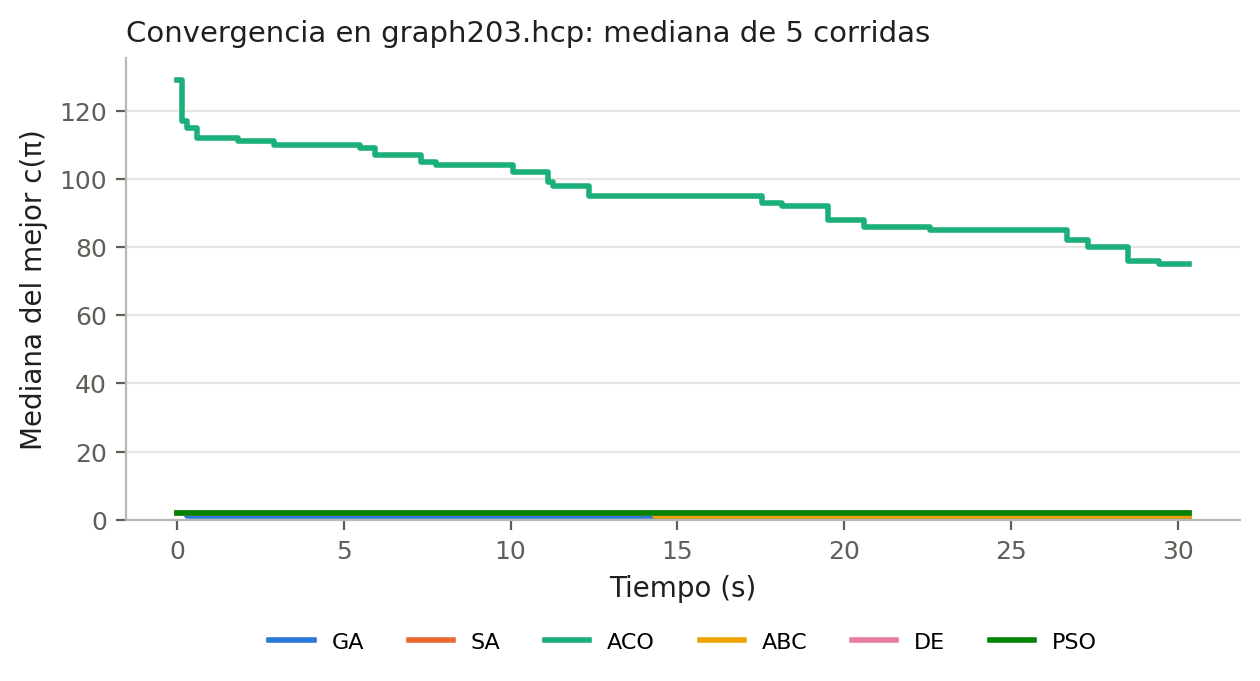 Convergencia en graph203.hcp: mediana de 5 corridas
Mediana del mejor c(π)
120
100
80
60
40
20
0
0 5 10 15 20 25 30
Tiempo (s)
GA SA ACO ABC DE PSO